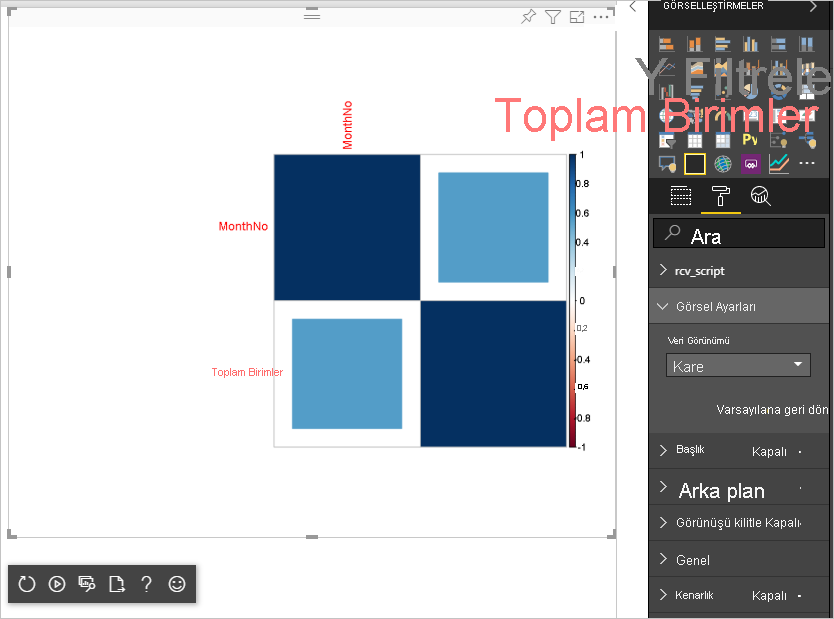 GÖRSELLEŞTİRMELER
Y Filtrele
Toplam Birimler
Py
MonthNo
MonthNo
Toplam Birimler
1
0.8
0.6
0.4
0
0,2
-0.4
0,6
-0.8
-1
Ara
rcv_script
Görsel Ayarları
Veri Görünümü
Kare
Varsayılana geri dön
Başlık Kapalı
Arka plan
Görünüşü kilitle Kapalı
Genel
Kenarlık Kapalı